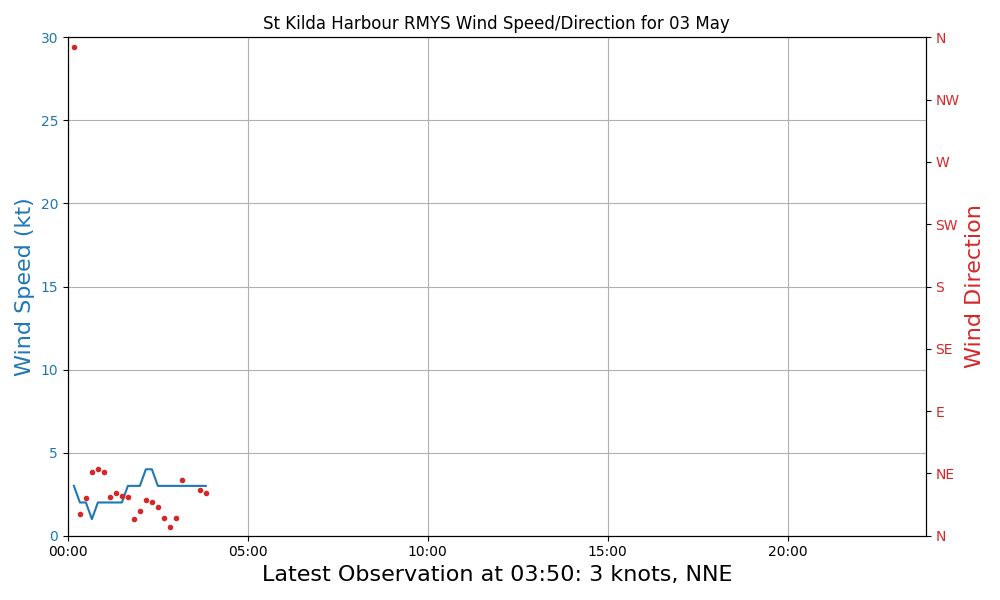 St Kilda Harbour RMYS Wind Speed/Direction for 03 May
30
25
20
15
10
5
0
Wind Speed (kt)
N
NW
W
SW
S
SE
E
NE
N
Wind Direction
00:00 05:00 10:00 15:00 20:00
Latest Observation at 03:50: 3 knots, NNE